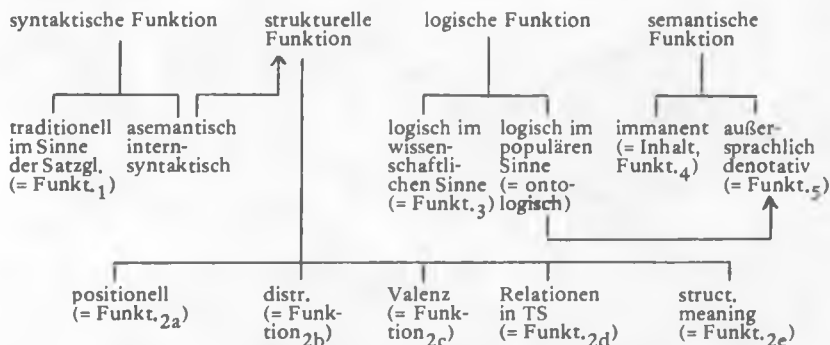 syntaktische Funktion
strukturelle
Funktion
logische Funktion
semantische
Funktion
traditionell
im Sinne
der Satzgl.
(= Funkt.1)
asemantisch
intern-
syntaktisch
logisch im
wissen-
schaftli-
chen Sinne
(= Funkt.3)
logisch im
populären
Sinne
(= onto-
logisch)
immanent
(= Inhalt,
Funkt.4)
außer-
sprachlich
denotativ
(= Funkt.5)
positionell
(= Funkt.2a)
distr.
(= Funk-
tion2b)
Valenz
(= Funk-
tion2c)
Relationen
in TS
(= Funkt.2d)
struct.
meaning
(= Funkt.2e)